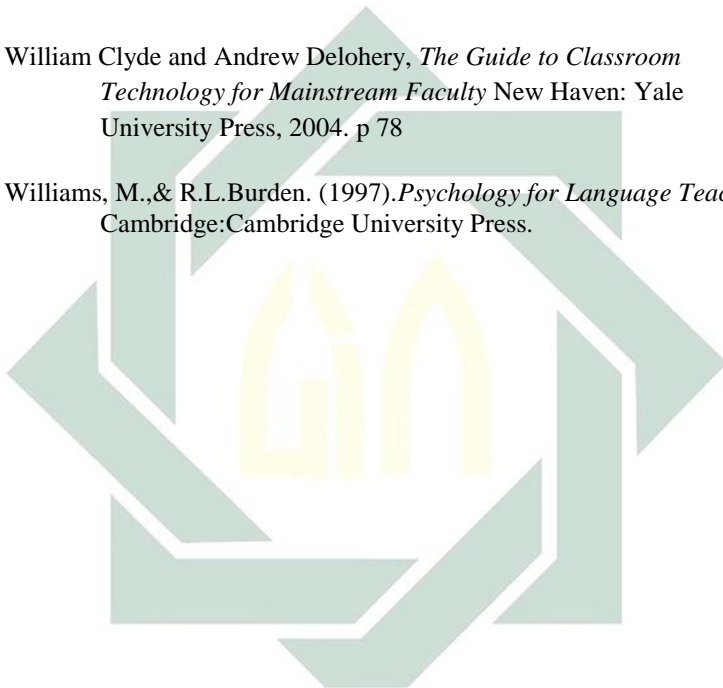 William Clyde and Andrew Delohery, The Guide to Classroom
Technology for Mainstream Faculty New Haven: Yale
University Press, 2004. p 78
Williams, M.,& R.L.Burden. (1997).Psychology for Language
Cambridge:Cambridge University Press.